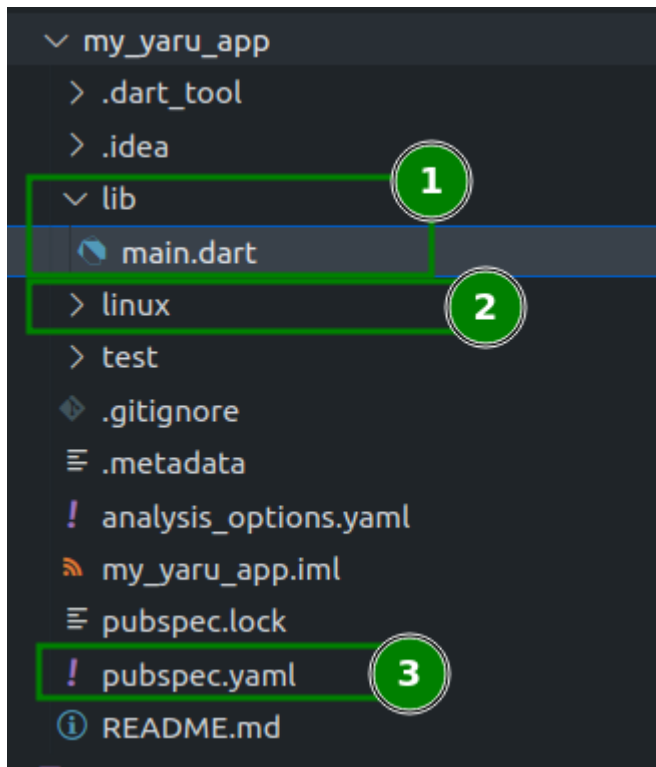 my_yaru_app
.dart_tool
.idea
1
lib
main.dart
linux
2
test
.gitignore
.metadata
analysis_options.yaml
my_yaru_app.iml
pubspec.lock
pubspec.yaml
3
README.md